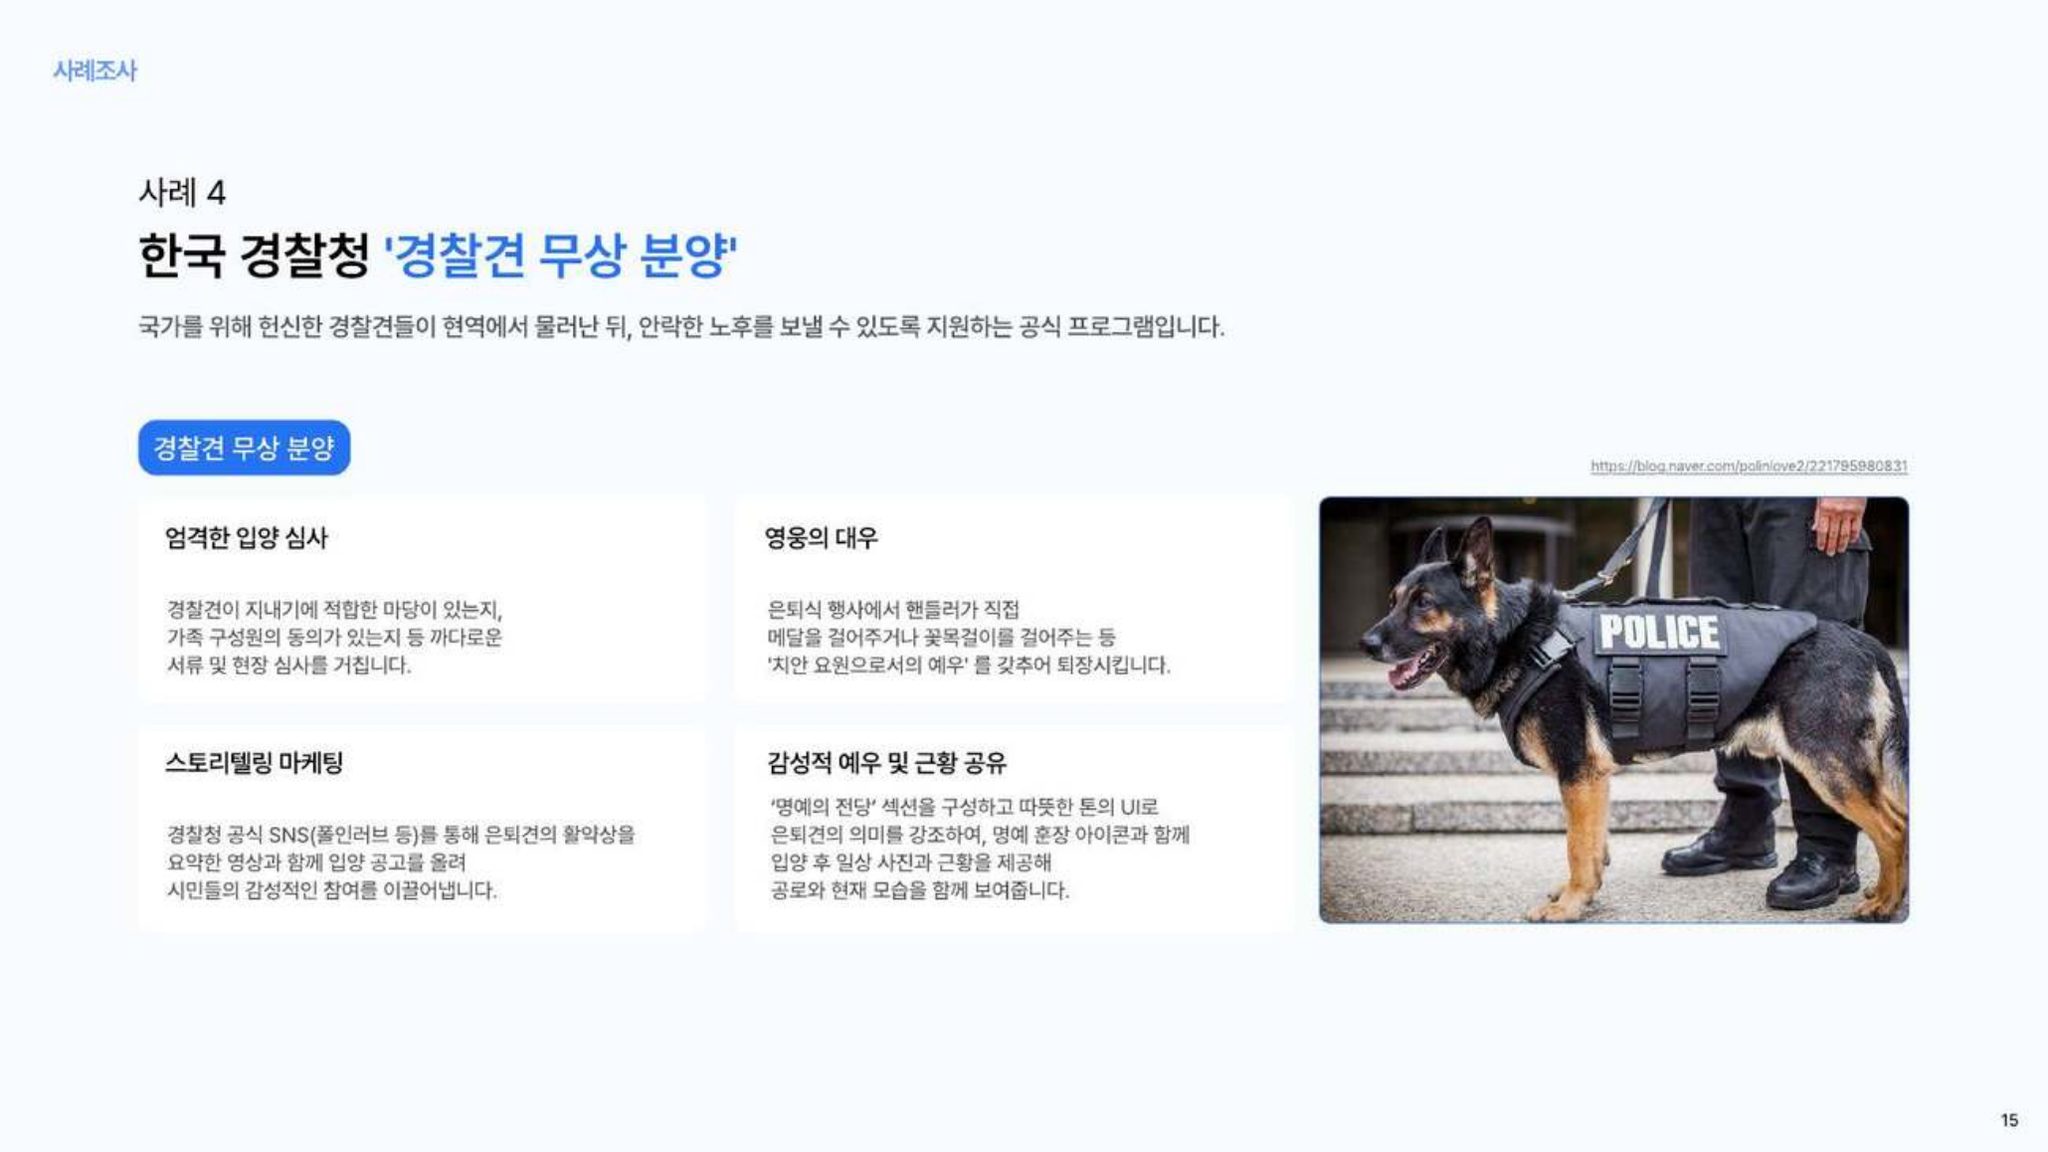 사례조사
사례 4
한국 경찰청 '경찰견 무상 분양'
국가를 위해 헌신한 경찰견들이 현역에서 물러난 뒤, 안락한 노후를 보낼 수 있도록 지원하는 공식 프로그램입니다.
경찰견 무상 분양
https://blog.naver.com/polinlove2/221795980831
엄격한 입양 심사
경찰견이 지내기에 적합한 마당이 있는지,
가족 구성원의 동의가 있는지 등 까다로운
서류 및 현장 심사를 거칩니다.
영웅의 대우
은퇴식 행사에서 핸들러가 직접
메달을 걸어주거나 꽃목걸이를 걸어주는 등
'치안 요원으로서의 예우' 를 갖추어 퇴장시킵니다.
스토리텔링 마케팅
경찰청 공식 SNS(폴인러브 등)를 통해 은퇴견의 활약상을
요약한 영상과 함께 입양 공고를 올려
시민들의 감성적인 참여를 이끌어냅니다.
감성적 예우 및 근황 공유
‘명예의 전당’ 섹션을 구성하고 따뜻한 톤의 UI로
은퇴견의 의미를 강조하여, 명예 훈장 아이콘과 함께
입양 후 일상 사진과 근황을 제공해
공로와 현재 모습을 함께 보여줍니다.
POLICE
15